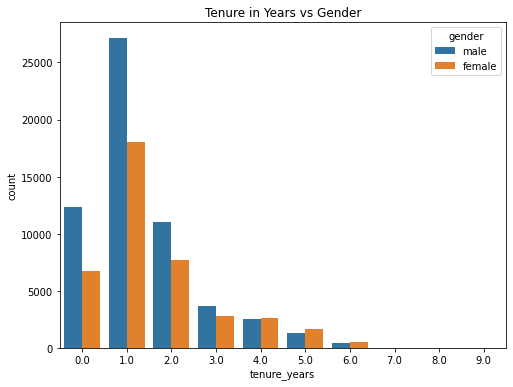 Tenure in Years vs Gender
gender
male
female
25000
20000
15000
10000
5000
0
count
0.0 1.0 2.0 3.0 4.0 5.0 6.0 7.0 8.0 9.0
tenure_years